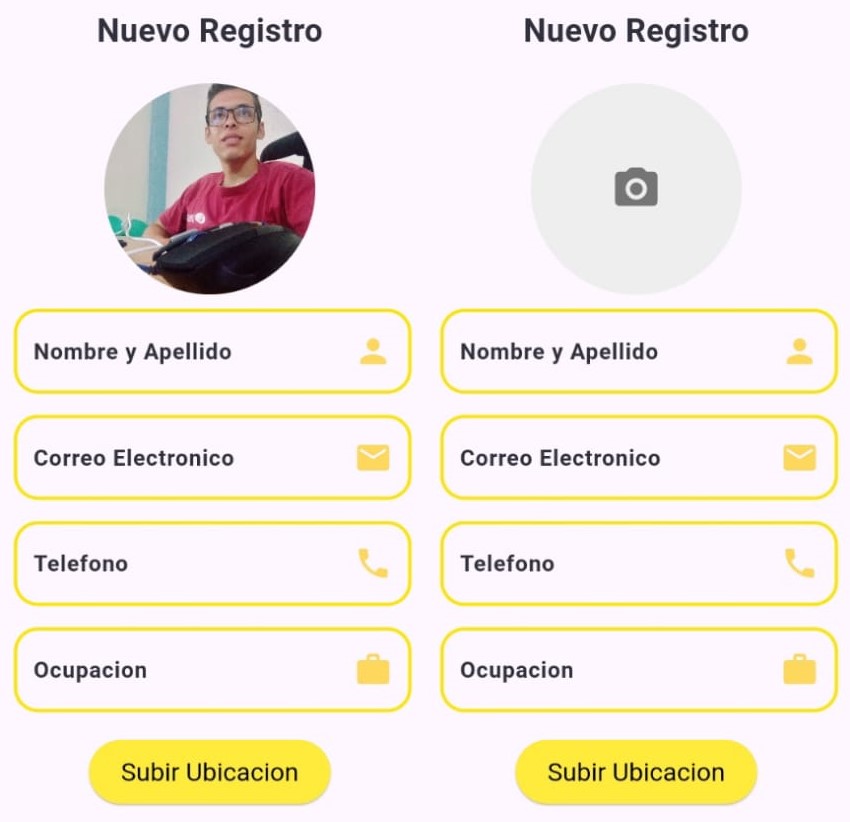 Nuevo Registro
Nombre y Apellido
Correo Electronico
Telefono
Ocupacion
Subir Ubicacion
Nuevo Registro
Nombre y Apellido
Correo Electronico
Telefono
Ocupacion
Subir Ubicacion